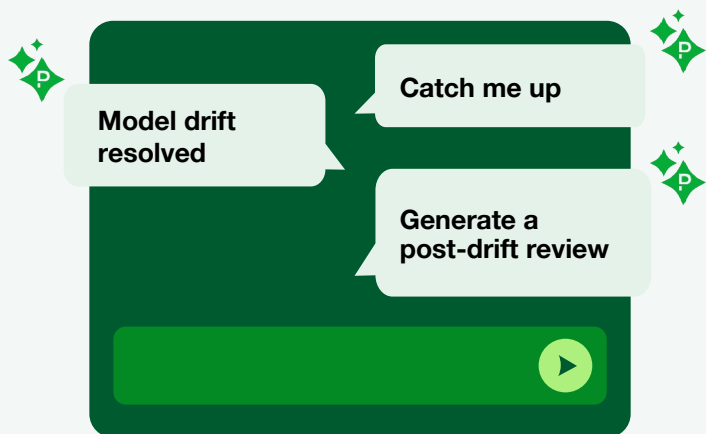 Catch me up
Model drift
resolved
Generate a
post-drift review
P
P
P